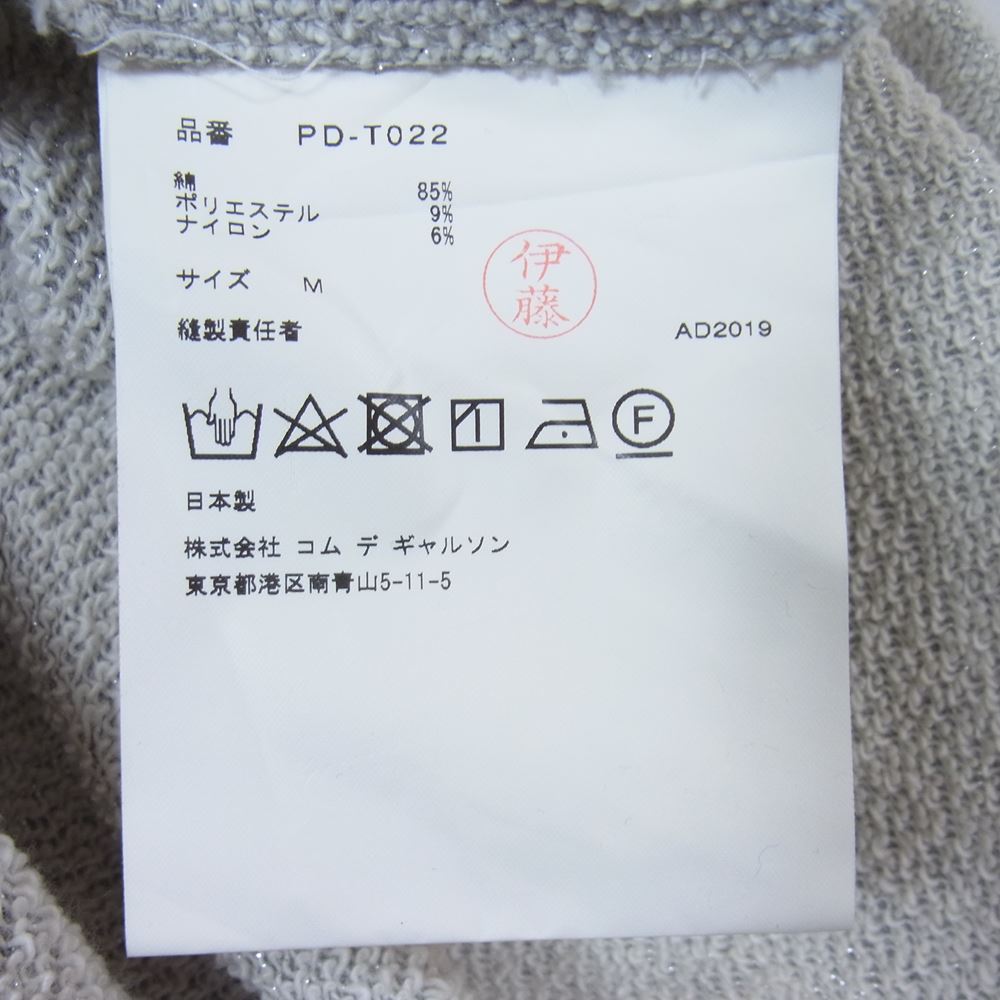 品番 PD-T022
綿 85%
ポリエステル 9%
ナイロン 6%
サイズ M
伊藤
縫製責任者 AD2019
F
日本製
株式会社 コム デ ギャルソン
東京都港区南青山5-11-5